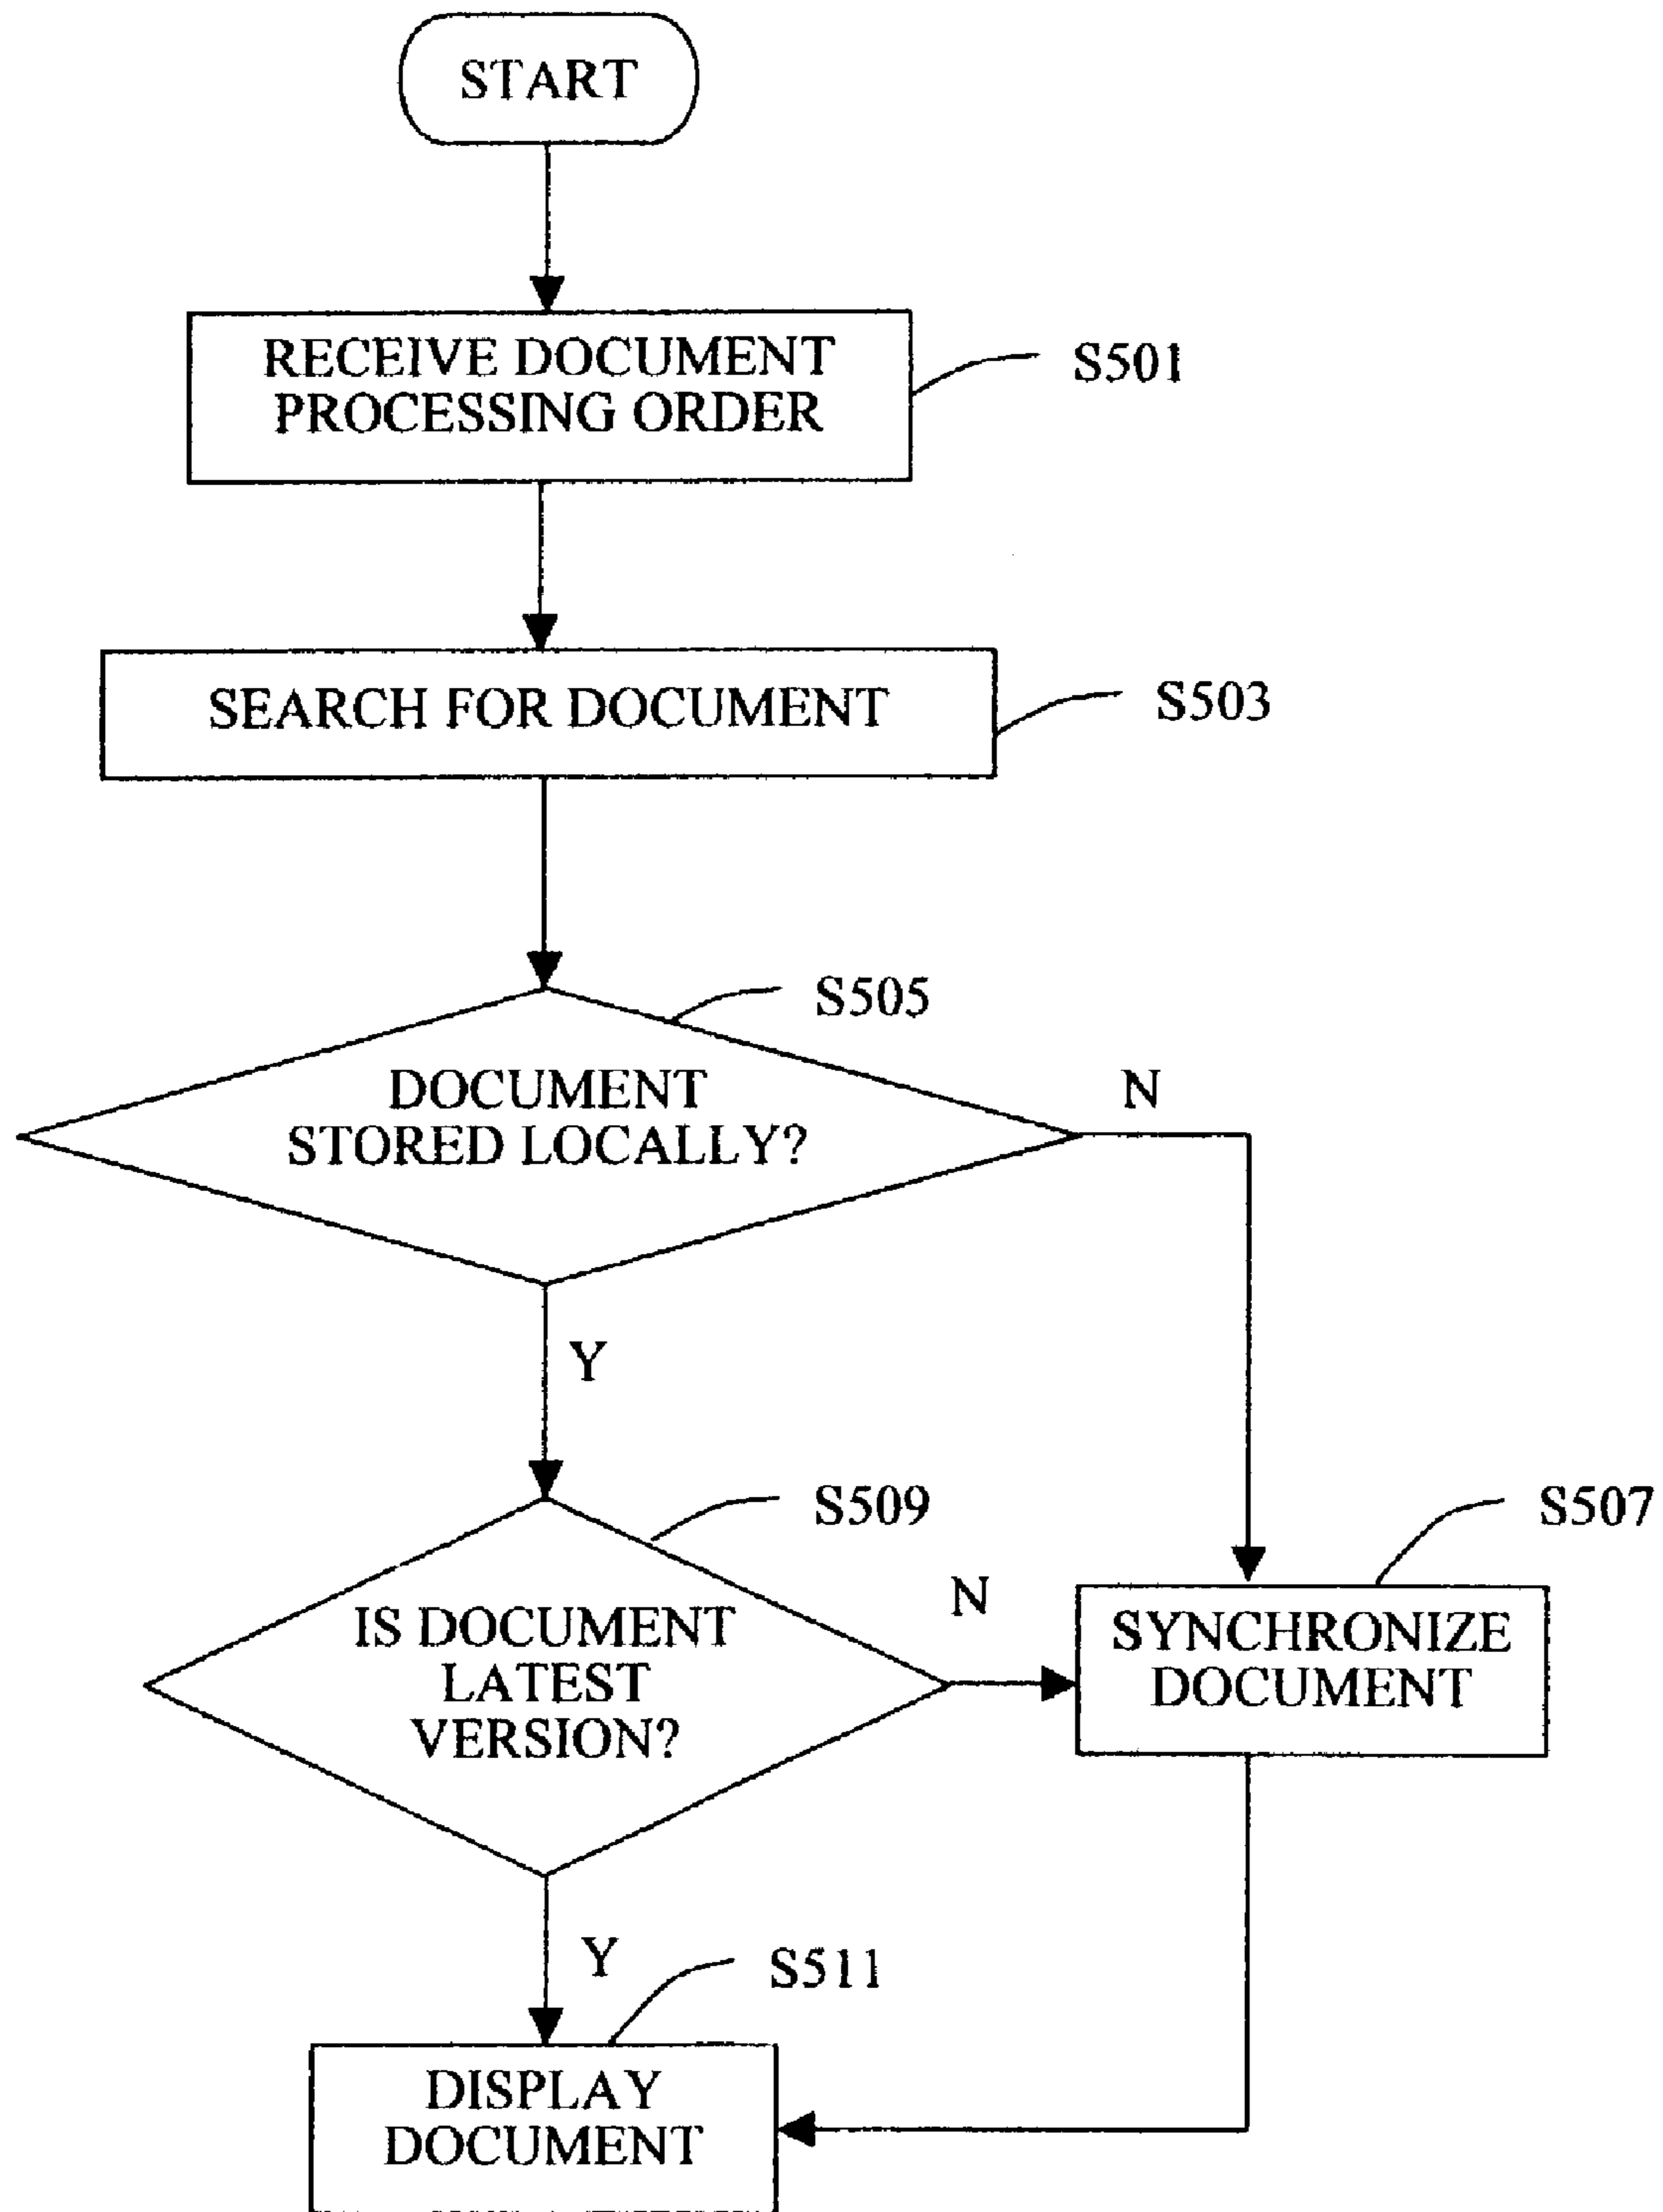 START
RECEIVE DOCUMENT
PROCESSING ORDER
S501
SEARCH FOR DOCUMENT
S503
S505
DOCUMENT
STORED LOCALLY?
N
Y
S509
S507
IS DOCUMENT
LATEST
VERSION?
N
SYNCHRONIZE
DOCUMENT
Y
S511
DISPLAY
DOCUMENT